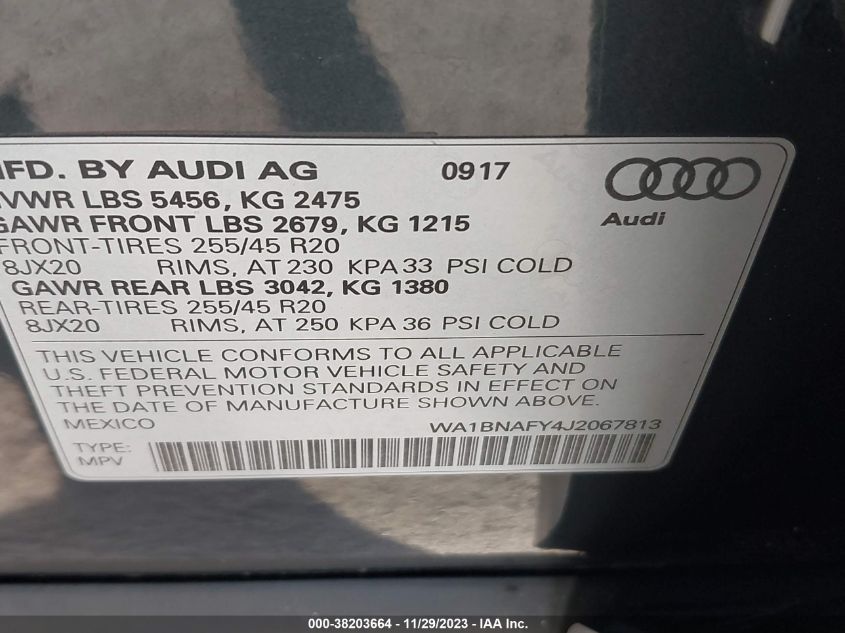 MFD. BY AUDI AG 0917
GVWR LBS 5456, KG 2475
GAWR FRONT LBS 2679, KG 1215
FRONT-TIRES 255/45 R20
8JX20 RIMS, AT 230 KPA 33 PSI COLD
GAWR REAR LBS 3042, KG 1380
REAR-TIRES 255/45 R20
8JX20 RIMS, AT 250 KPA 36 PSI COLD
THIS VEHICLE CONFORMS TO ALL APPLICABLE
U.S. FEDERAL MOTOR VEHICLE SAFETY AND
THEFT PREVENTION STANDARDS IN EFFECT ON
THE DATE OF MANUFACTURE SHOWN ABOVE.
MEXICO WA1BNAFY4J2067813
TYPE:
MPV
Audi
000-38203664 - 11/29/2023 - IAA Inc.